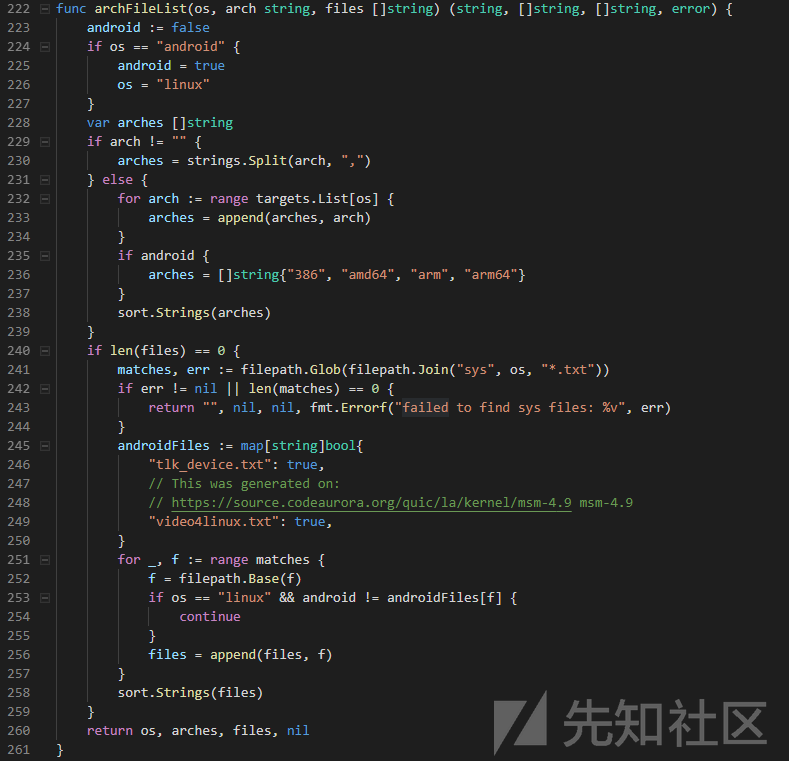 222 func archFileList(os, arch string, files []string) (string, []string, []string, error) {
223     android := false
224     if os == "android" {
225         android = true
226         os = "linux"
227     }
228     var arches []string
229     if arch != "" {
230         arches = strings.Split(arch, ",")
231     } else {
232         for arch := range targets.List[os] {
233             arches = append(arches, arch)
234         }
235         if android {
236             arches = []string{"386", "amd64", "arm", "arm64"}
237         }
238         sort.Strings(arches)
239     }
240     if len(files) == 0 {
241         matches, err := filepath.Glob(filepath.Join("sys", os, "*.txt"))
242         if err != nil || len(matches) == 0 {
243             return "", nil, nil, fmt.Errorf("failed to find sys files: %v", err)
244         }
245         androidFiles := map[string]bool{
246             "tlk_device.txt": true,
247             // This was generated on:
248             // https://source.codeaurora.org/quic/la/kernel/msm-4.9 msm-4.9
249             "video4linux.txt": true,
250         }
251         for _, f := range matches {
252             f = filepath.Base(f)
253             if os == "linux" && android != androidFiles[f] {
254                 continue
255             }
256             files = append(files, f)
257         }
258         sort.Strings(files)
259     }
260     return os, arches, files, nil
261 }
先知社区